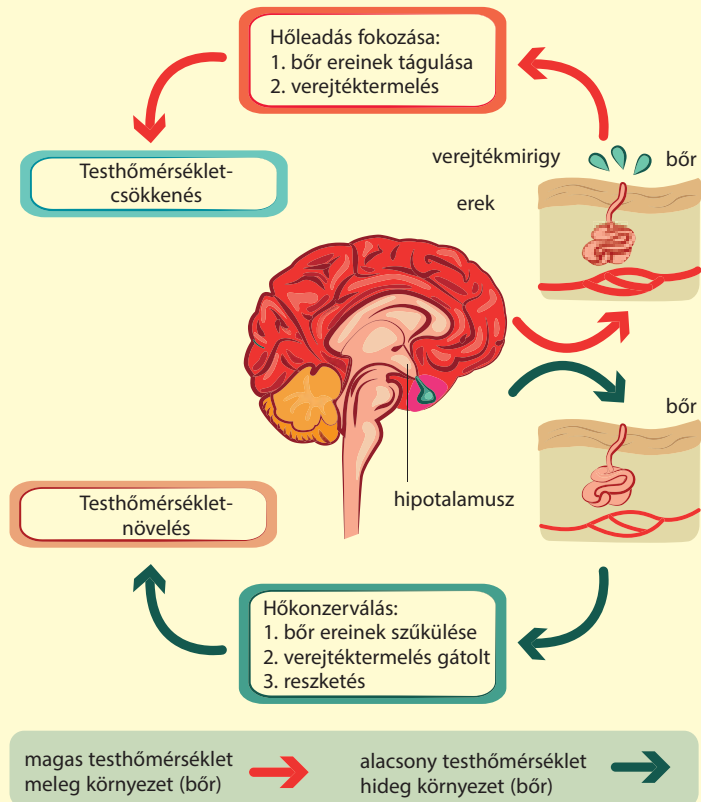 Hőleadás fokozása:
1. bőr ereinek tágulása
2. verejtéktermelés
Testhőmérséklet-
csökkenés
verejtékmirigy
bőr
erek
bőr
hipotalamusz
Testhőmérséklet-
növelés
Hőkonzerválás:
1. bőr ereinek szűkülése
2. verejtéktermelés gátolt
3. reszketés
magas testhőmérséklet
meleg környezet (bőr)
alacsony testhőmérséklet
hideg környezet (bőr)